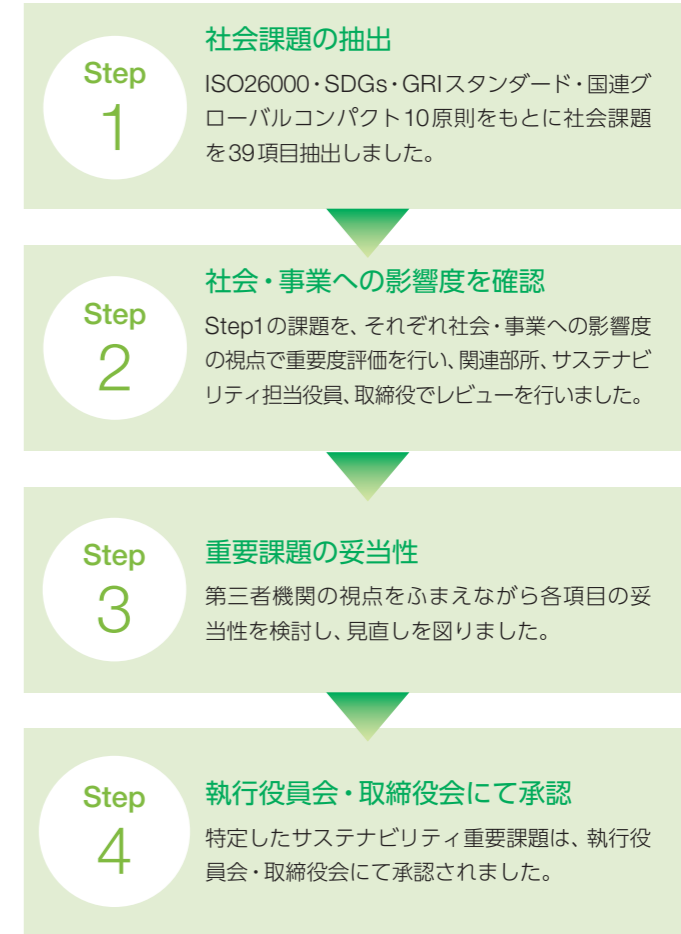 Step
1
社会課題の抽出
ISO26000・SDGs・GRIスタンダード・国連グ
ローバルコンパクト10原則をもとに社会課題
を39項目抽出しました。
Step
2
社会・事業への影響度を確認
Step1の課題を、それぞれ社会・事業への影響度
の視点で重要度評価を行い、関連部所、サステナビ
リティ担当役員、取締役でレビューを行いました。
Step
3
重要課題の妥当性
第三者機関の視点をふまえながら各項目の妥
当性を検討し、見直しを図りました。
Step
4
執行役員会・取締役会にて承認
特定したサステナビリティ重要課題は、執行役
員会・取締役会にて承認されました。